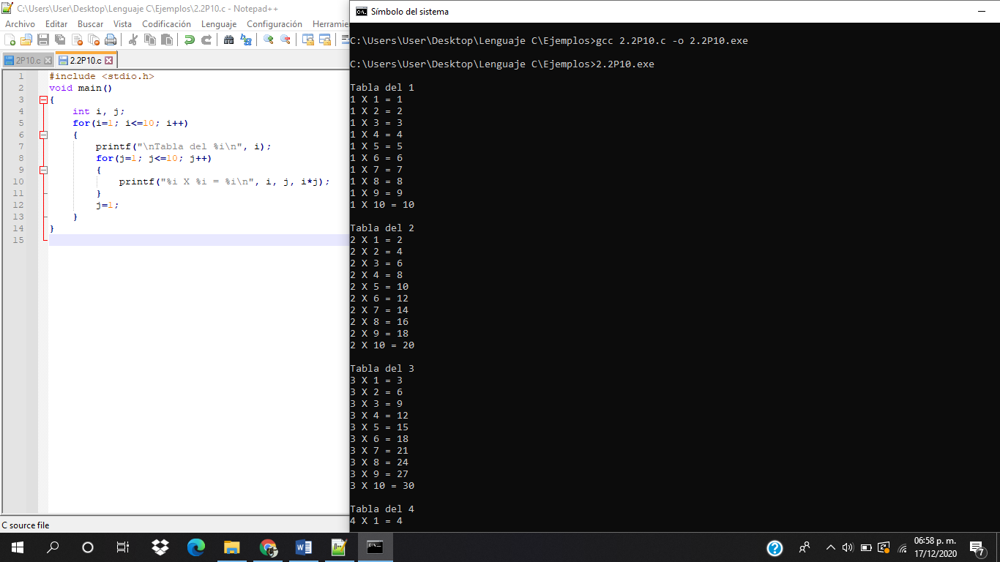 C:\Users\User\Desktop\Lenguaje C\Ejemplos\2.2P10.c - Notepad++
Archivo Editar Buscar Vista Codificación Lenguaje Configuración Herramie
2P10.c 2.2P10.c
1 #include <stdio.h>
2 void main()
3 {
4 int i, j;
5 for(i=1; i<=10; i++)
6 {
7 printf("\nTabla del %i\n", i);
8 for(j=1; j<=10; j++)
9 {
10 printf("%i X %i = %i\n", i, j, i*j);
11 }
12 j=1;
13 }
14 }
15
C source file
Símbolo del sistema
C:\Users\User\Desktop\Lenguaje C\Ejemplos>gcc 2.2P10.c -o 2.2P10.exe
C:\Users\User\Desktop\Lenguaje C\Ejemplos>2.2P10.exe
Tabla del 1
1 X 1 = 1
1 X 2 = 2
1 X 3 = 3
1 X 4 = 4
1 X 5 = 5
1 X 6 = 6
1 X 7 = 7
1 X 8 = 8
1 X 9 = 9
1 X 10 = 10
Tabla del 2
2 X 1 = 2
2 X 2 = 4
2 X 3 = 6
2 X 4 = 8
2 X 5 = 10
2 X 6 = 12
2 X 7 = 14
2 X 8 = 16
2 X 9 = 18
2 X 10 = 20
Tabla del 3
3 X 1 = 3
3 X 2 = 6
3 X 3 = 9
3 X 4 = 12
3 X 5 = 15
3 X 6 = 18
3 X 7 = 21
3 X 8 = 24
3 X 9 = 27
3 X 10 = 30
Tabla del 4
4 X 1 = 4
06:58 p. m.
17/12/2020
7